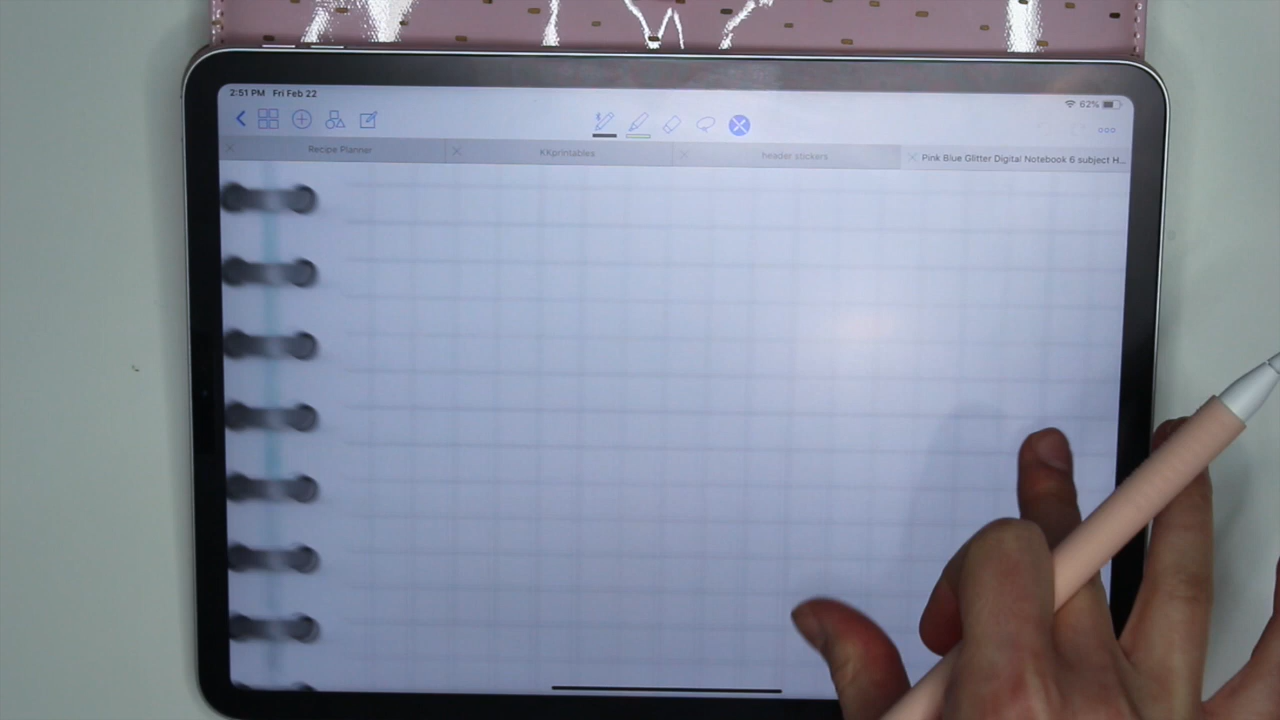 2:51 PM Fri Feb 22
62%
Recipe Planner
KKprintables
header stickers
Pink Blue Glitter Digital Notebook 6 subject H...